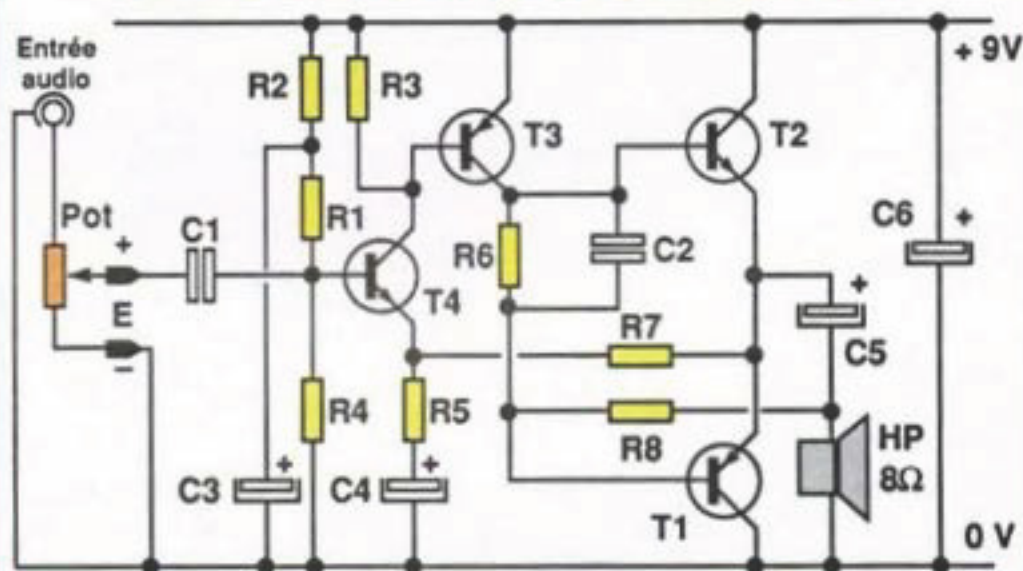 Entrée
audio
Pot
+
E
−
C1
R2
R3
R1
R4
C3
+
T4
R5
C4
+
T3
R6
C2
T2
R7
R8
T1
+
C5
HP
8Ω
C6
+
+ 9V
0 V